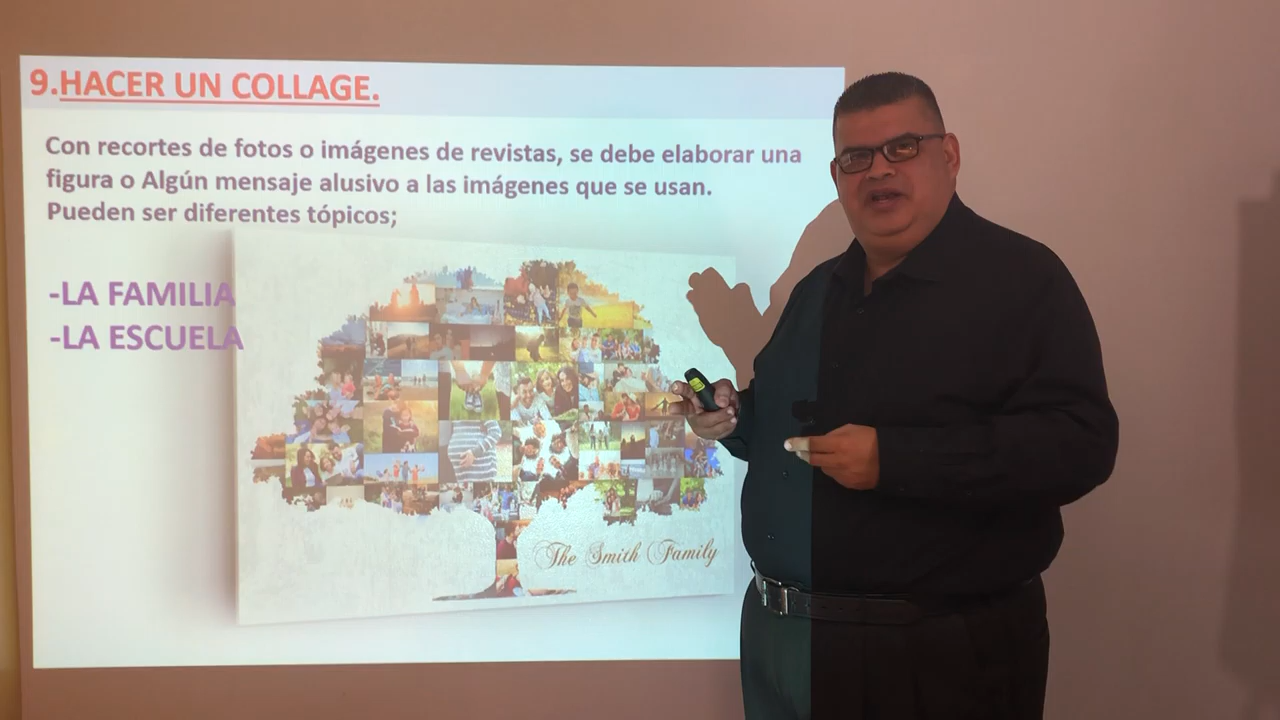 9.HACER UN COLLAGE.
Con recortes de fotos o imágenes de revistas, se debe elaborar una
figura o Algún mensaje alusivo a las imágenes que se usan.
Pueden ser diferentes tópicos;
-LA FAMILIA
-LA ESCUELA
The Smith Family